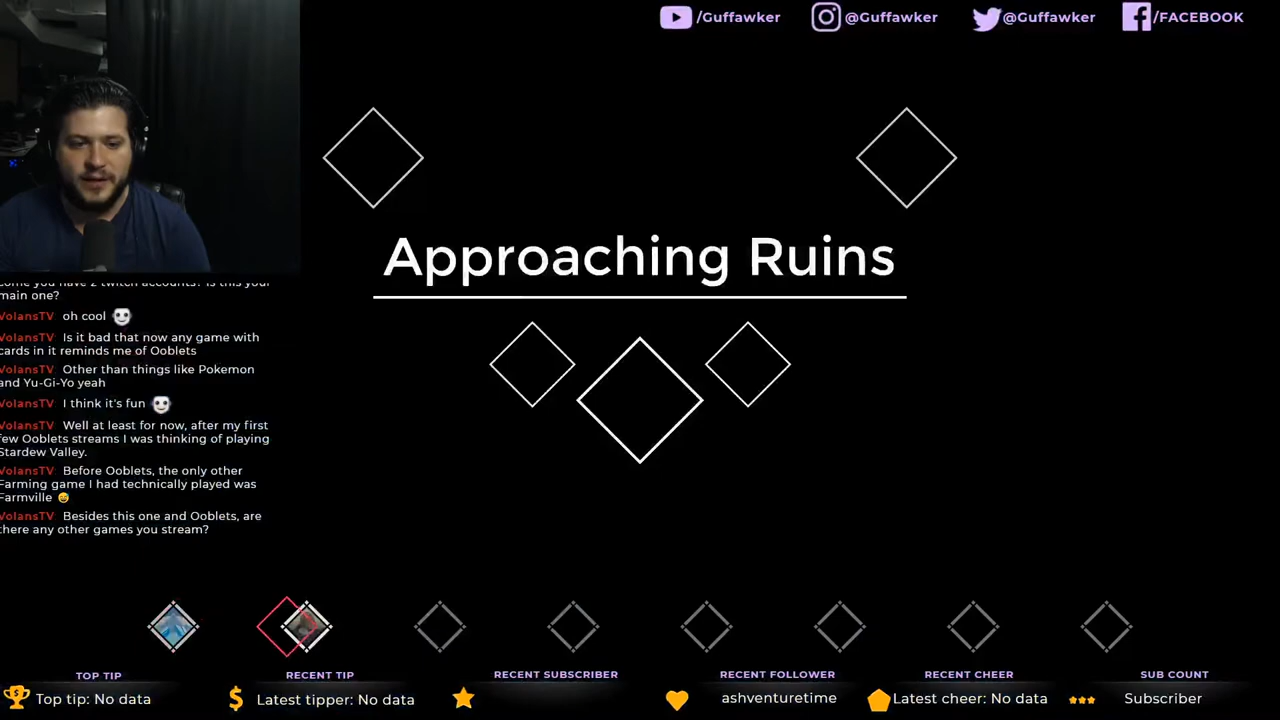 /Guffawker
@Guffawker
@Guffawker
/FACEBOOK
Approaching Ruins
main one?
VolansTV oh cool
VolansTV Is it bad that now any game with
cards in it reminds me of Ooblets
VolansTV Other than things like Pokemon
and Yu-Gi-Yo yeah
VolansTV I think it's fun
VolansTV Well at least for now, after my first
few Ooblets streams I was thinking of playing
Stardew Valley.
VolansTV Before Ooblets, the only other
Farming game I had technically played was
Farmville
VolansTV Besides this one and Ooblets, are
there any other games you stream?
TOP TIP
Top tip: No data
RECENT TIP
Latest tipper: No data
RECENT SUBSCRIBER
RECENT FOLLOWER
ashventuretime
RECENT CHEER
Latest cheer: No data
SUB COUNT
Subscriber